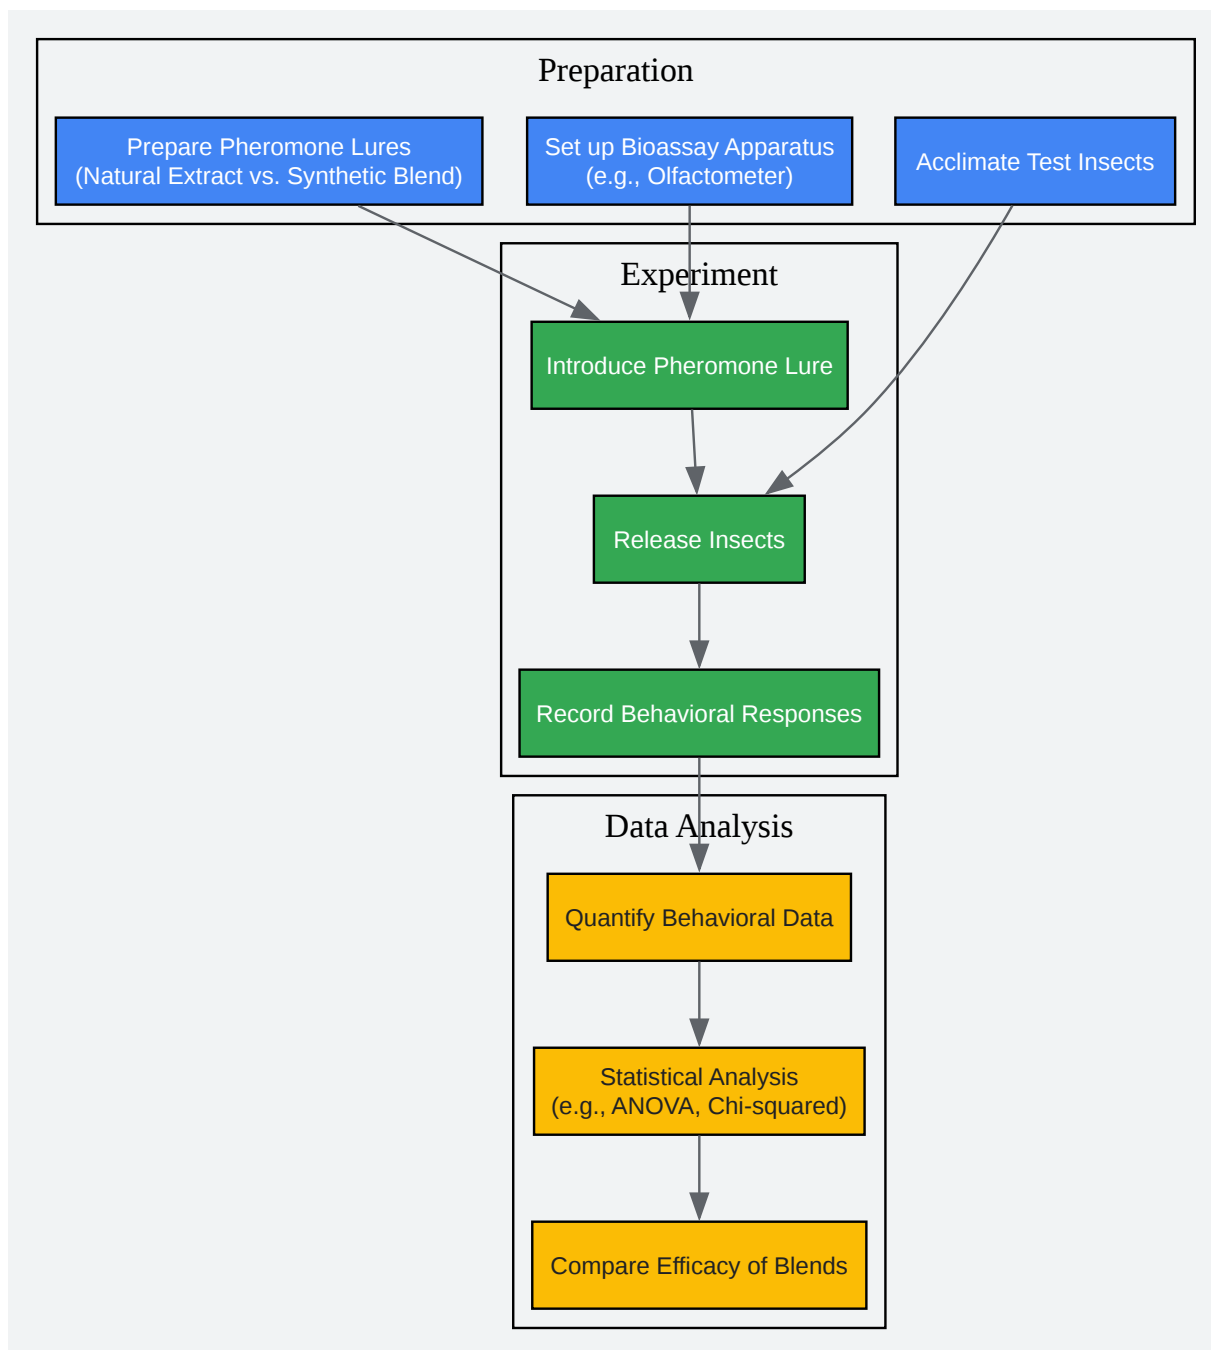 Preparation
Prepare Pheromone Lures
(Natural Extract vs. Synthetic Blend)
Set up Bioassay Apparatus
(e.g., Olfactometer)
Acclimate Test Insects
Experiment
Introduce Pheromone Lure
Release Insects
Record Behavioral Responses
Data Analysis
Quantify Behavioral Data
Statistical Analysis
(e.g., ANOVA, Chi-squared)
Compare Efficacy of Blends